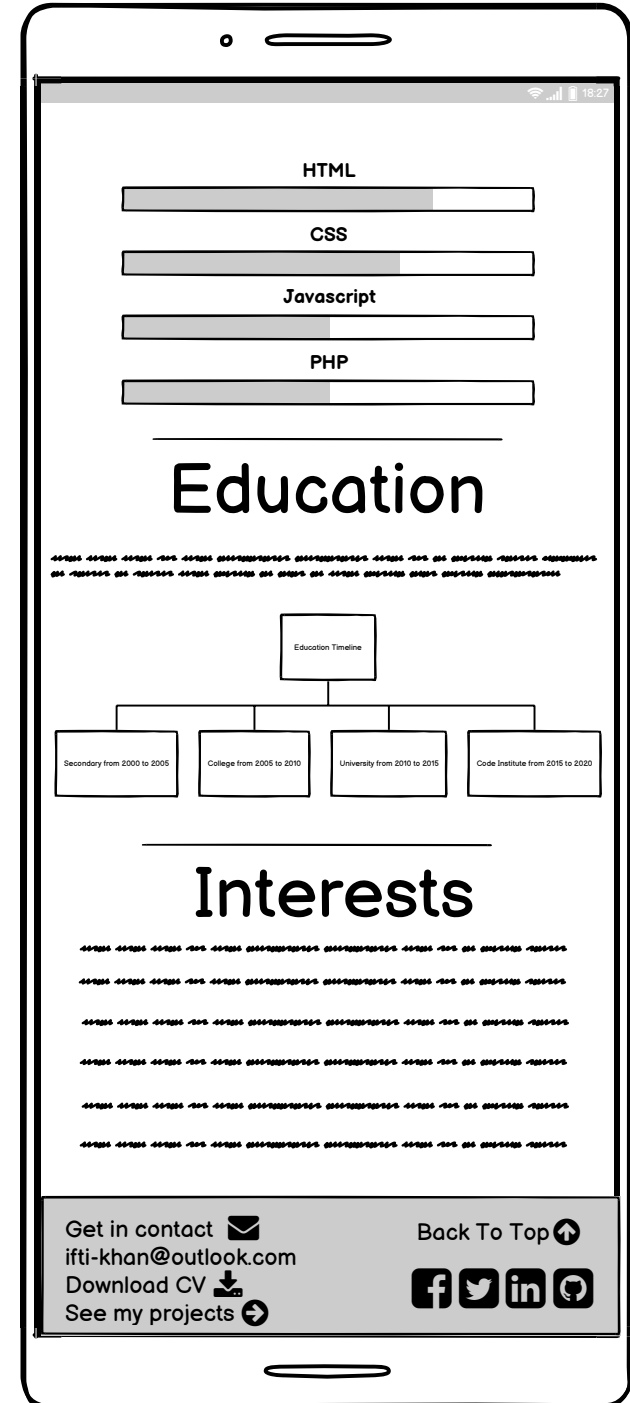 18:27
HTML
CSS
Javascript
PHP
Education
Education Timeline
Secondary from 2000 to 2005
College from 2005 to 2010
University from 2010 to 2015
Code Institute from 2015 to 2020
Interests
Get in contact
ifti-khan@outlook.com
Download CV
See my projects
Back To Top